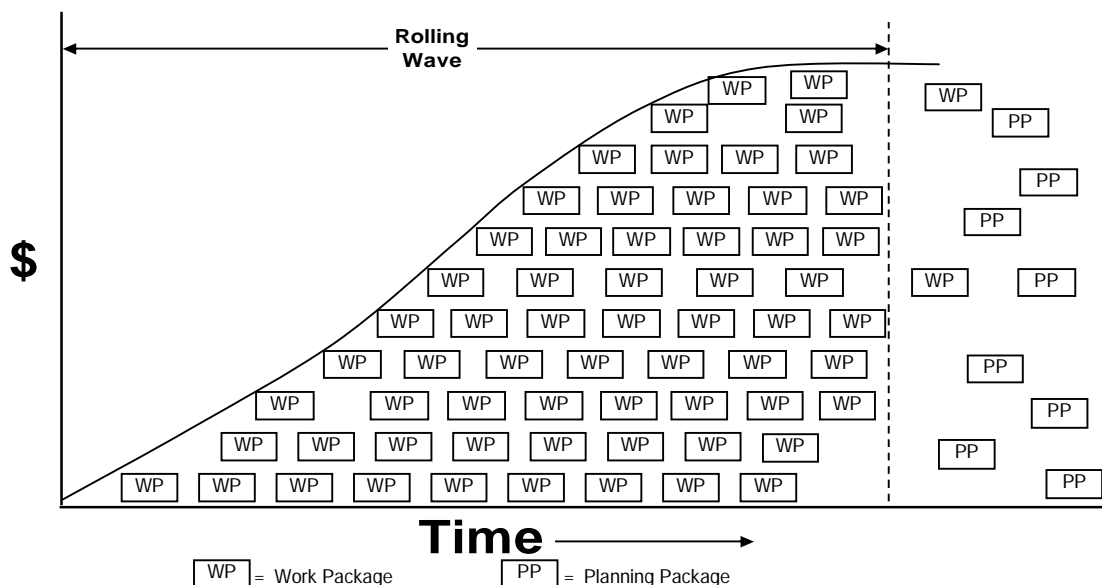 Rolling
Wave
WP WP WP
WP WP PP
WP WP WP WP
PP
WP WP WP WP WP
PP
WP WP WP WP WP WP
$
WP WP WP WP WP WP PP
WP WP WP WP WP WP WP
WP WP WP WP WP WP WP PP
WP WP WP WP WP WP WP WP PP
WP WP WP WP WP WP WP WP PP
WP WP WP WP WP WP WP WP WP PP
Time
WP = Work Package PP = Planning Package